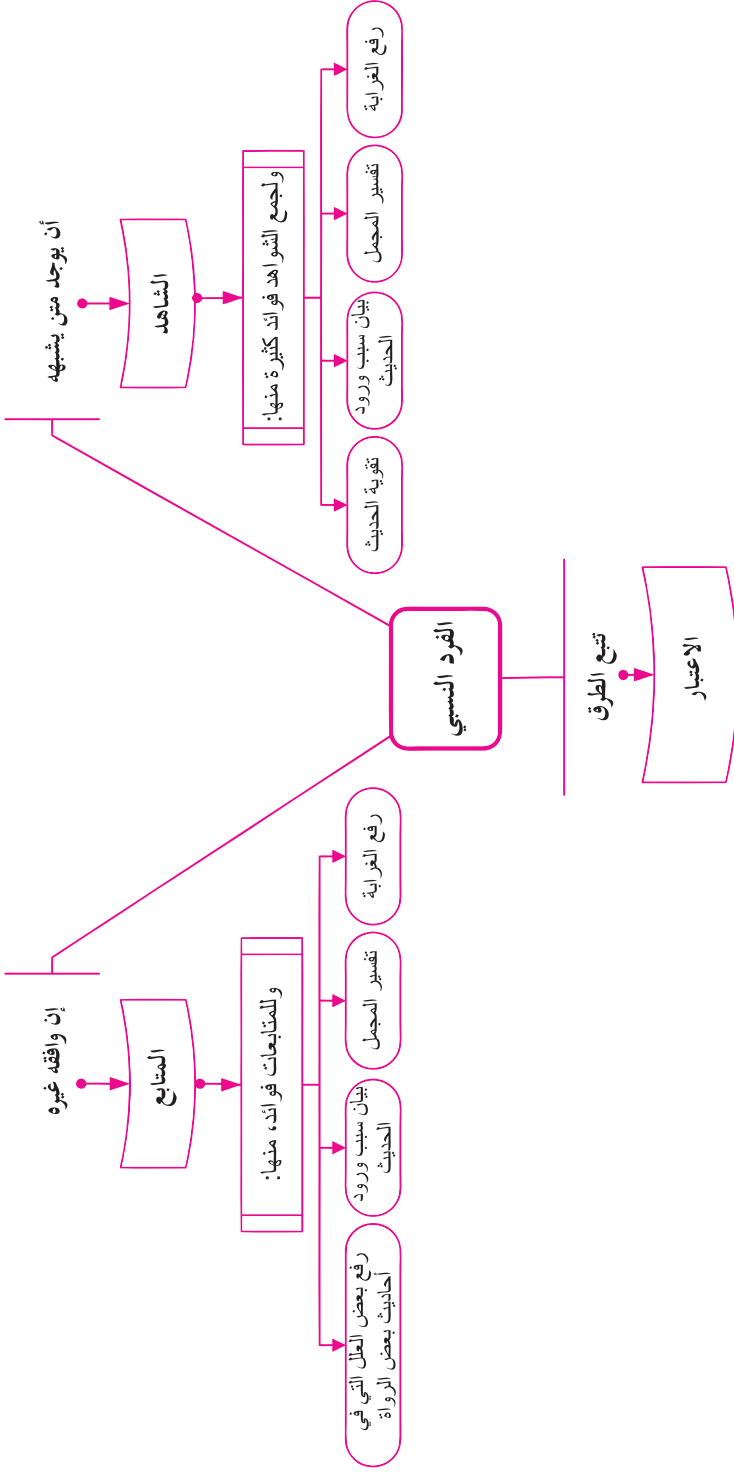 أن يوجد متن يشبهه
الشاهد
ولجمع الشواهد فوائد كثيرة منها:
رفع الغرابة
تفسير المجمل
بيان سبب ورود
الحديث
تقوية الحديث
الفرد النسبي
تتبع الطرق
الاعتبار
إن وافقه غيره
المتابع
وللمتابعات فوائد، منها:
رفع الغرابة
تفسير المجمل
بيان سبب ورود
الحديث
رفع بعض العلل التي في
أحاديث بعض الرواة